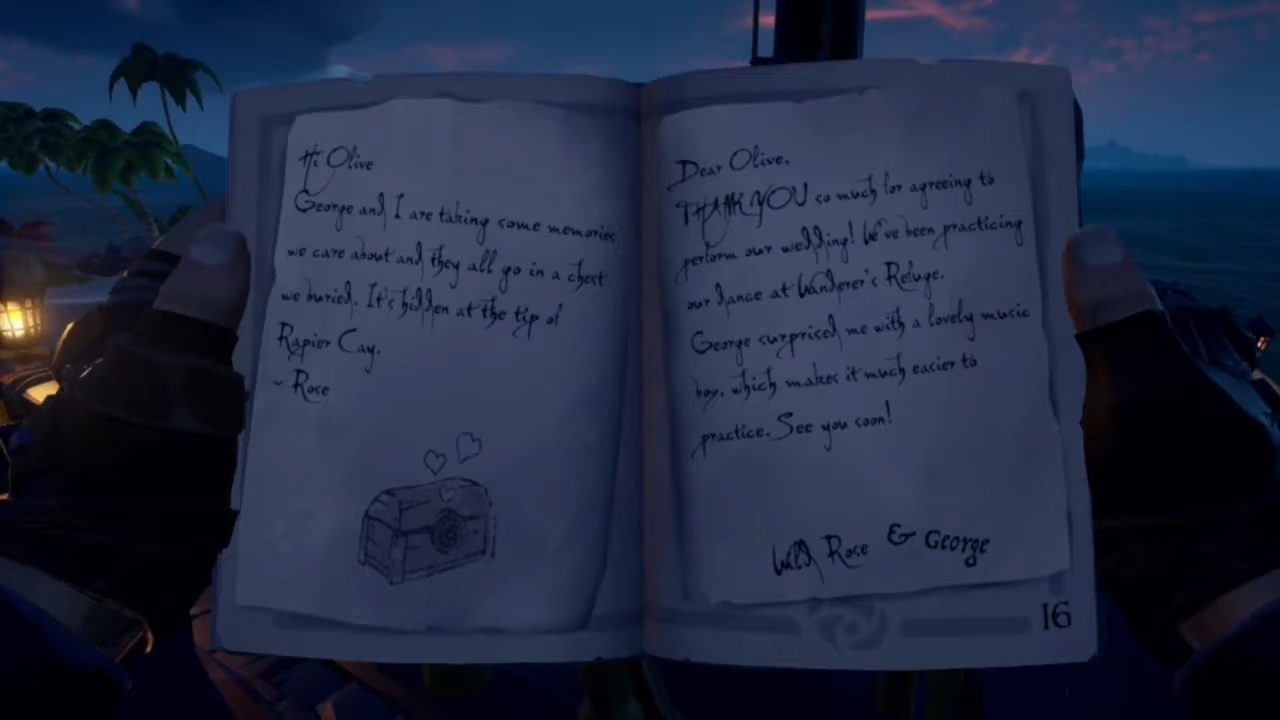 Hi Olive
George and I are taking some memories
we care about and they all go in a chest
we buried. It's hidden at the tip of
Rapier Cay.
~ Rose
Dear Olive,
THANK YOU so much for agreeing to
perform our wedding! We've been practicing
our dance at Wanderer's Refuge.
George surprised me with a lovely music
box, which makes it much easier to
practice. See you soon!
Wild Rose & George
16